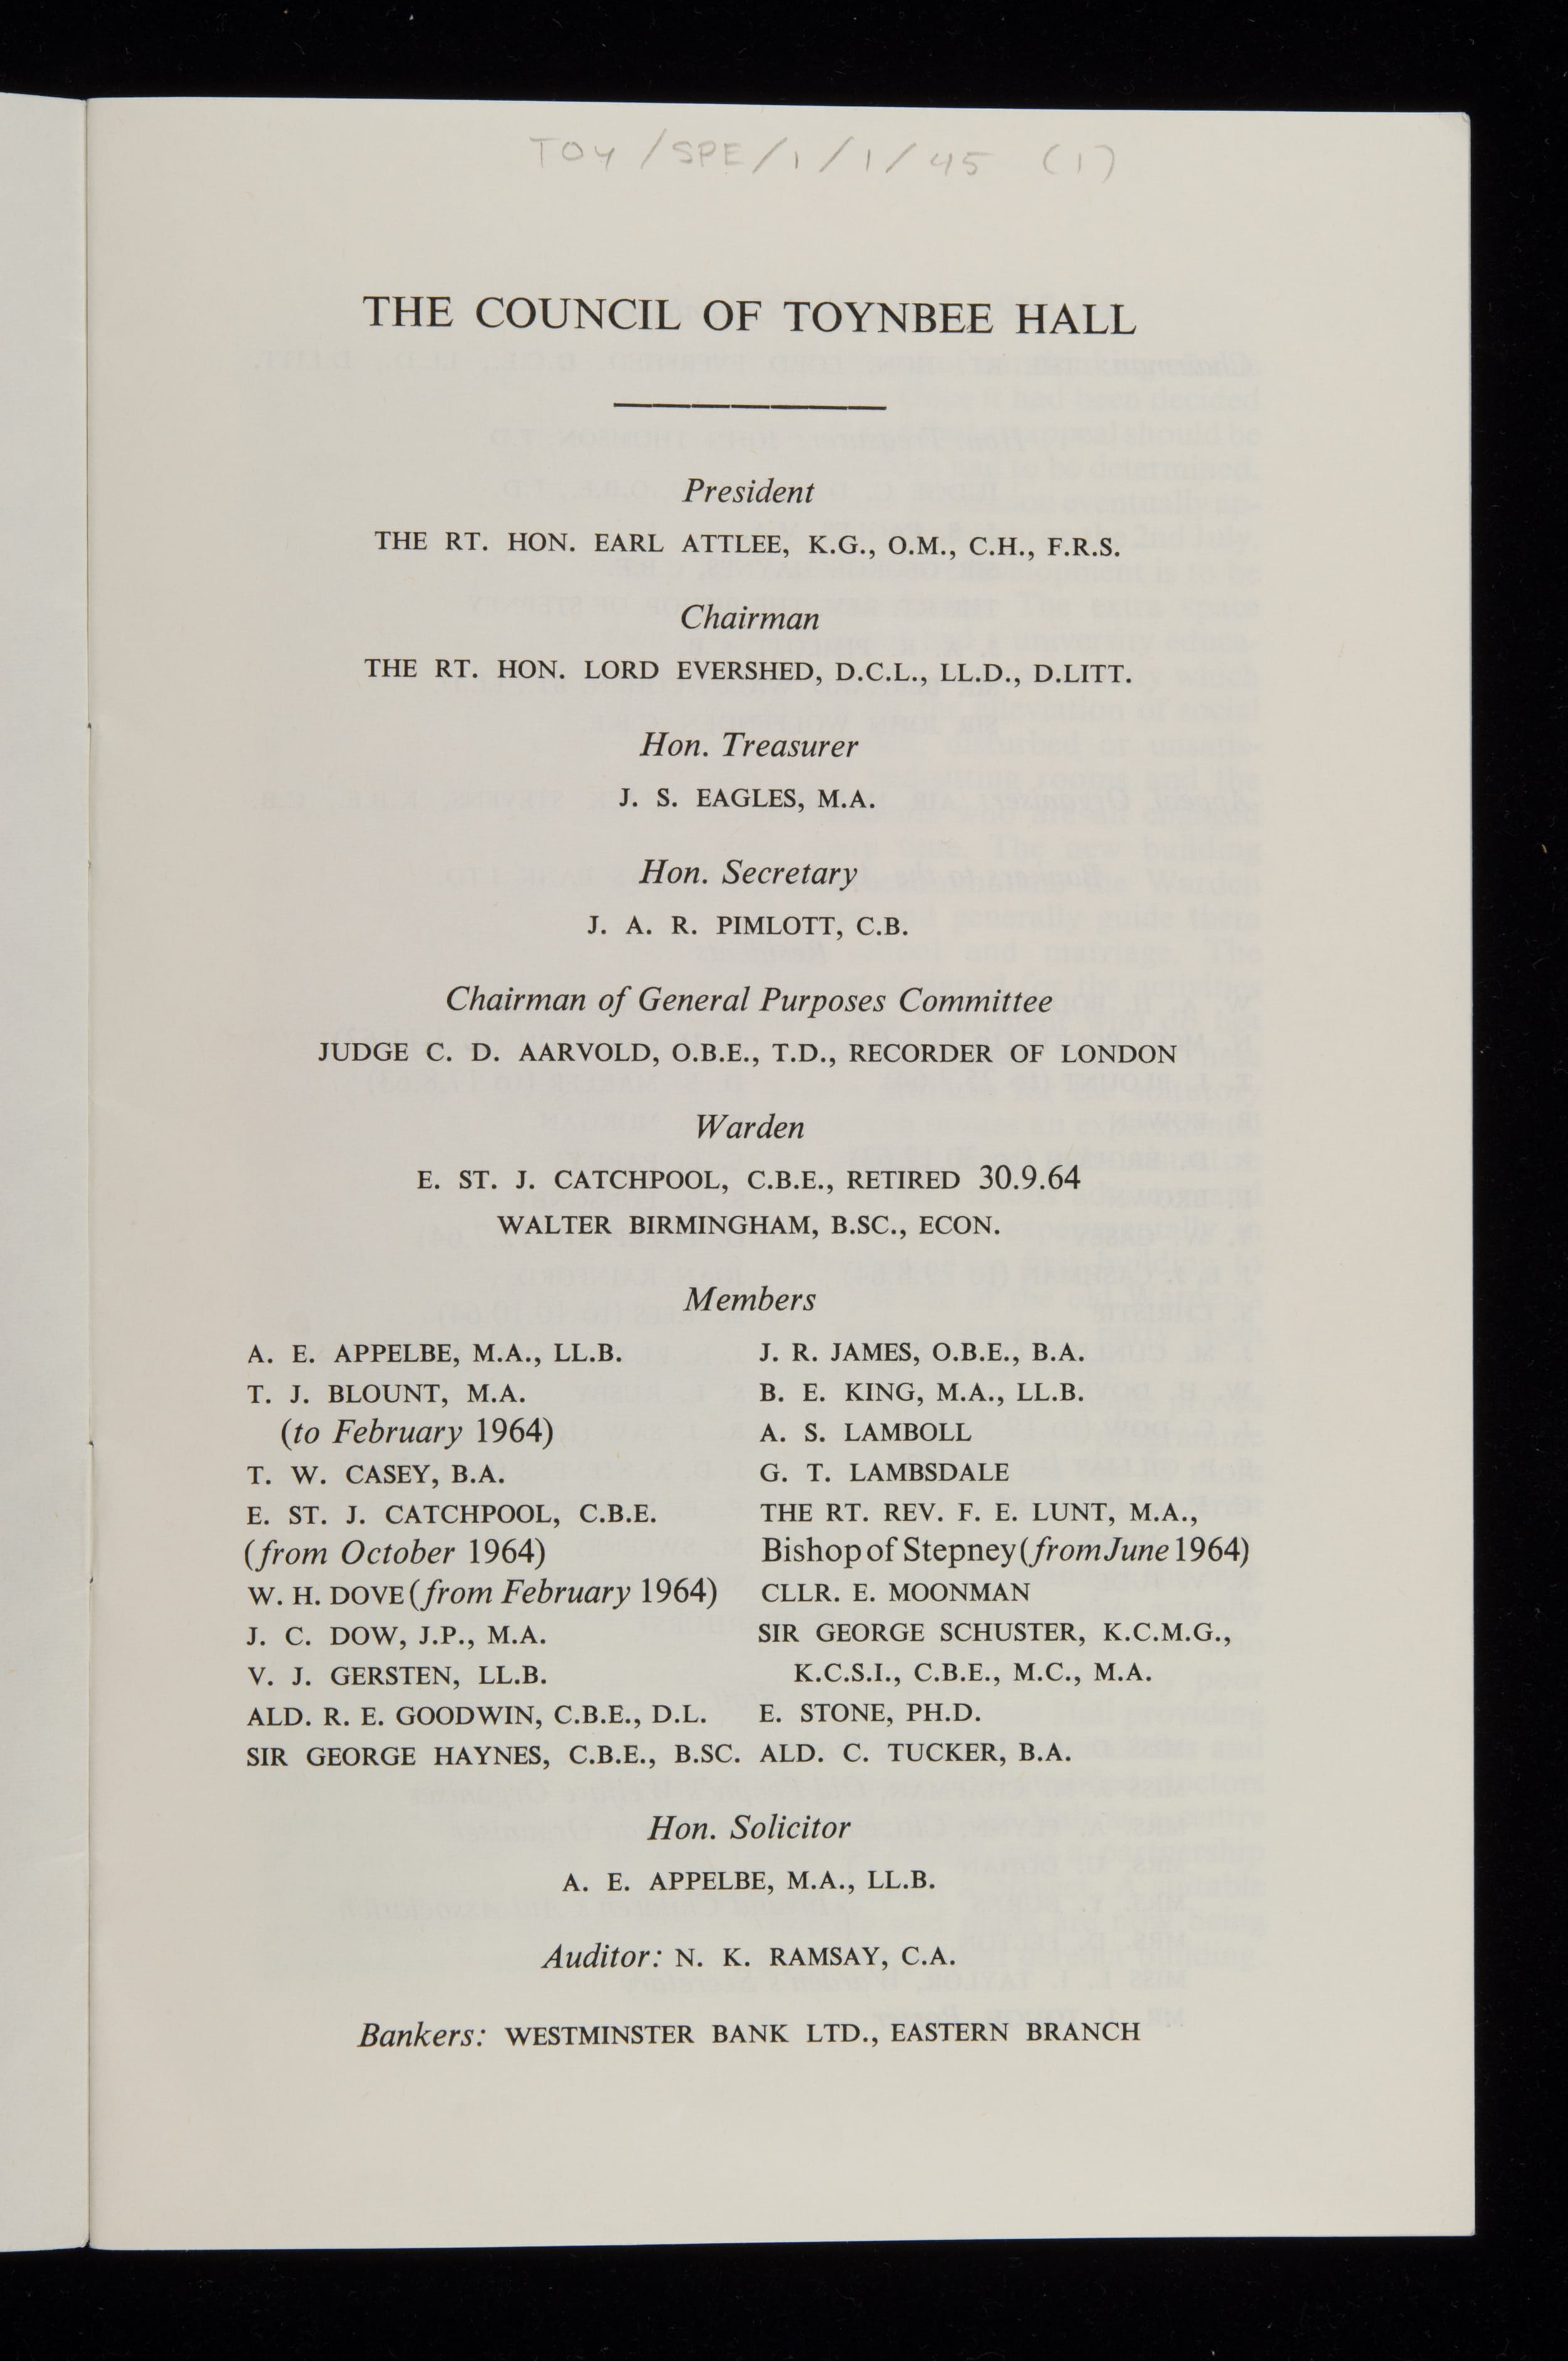 TOY/SPE/1/1/45 (1)
THE COUNCIL OF TOYNBEE HALL
President
THE RT. HON. EARL ATTLEE, K.G., O.M., C.H., F.R.S.
Chairman
THE RT. HON. LORD EVERSHED, D.C.L., LL.D., D.LITT.
Hon. Treasurer
J. S. EAGLES, M.A.
Hon. Secretary
J. A. R. PIMLOTT, C.B.
Chairman of General Purposes Committee
JUDGE C. D. AARVOLD, O.B.E., T.D., RECORDER OF LONDON
Warden
E. ST. J. CATCHPOOL, C.B.E., RETIRED 30.9.64
WALTER BIRMINGHAM, B.SC., ECON.
Members
A. E. APPELBE, M.A., LL.B.
T. J. BLOUNT, M.A.
(to February 1964)
T. W. CASEY, B.A.
E. ST. J. CATCHPOOL, C.B.E.
(from October 1964)
W. H. DOVE (from February 1964)
J. C. DOW, J.P., M.A.
V. J. GERSTEN, LL.B.
ALD. R. E. GOODWIN, C.B.E., D.L.
SIR GEORGE HAYNES, C.B.E., B.SC.
J. R. JAMES, O.B.E., B.A.
B. E. KING, M.A., LL.B.
A. S. LAMBOLL
G. T. LAMBSDALE
THE RT. REV. F. E. LUNT, M.A.,
Bishop of Stepney (from June 1964)
CLLR. E. MOONMAN
SIR GEORGE SCHUSTER, K.C.M.G.,
K.C.S.I., C.B.E., M.C., M.A.
E. STONE, PH.D.
ALD. C. TUCKER, B.A.
Hon. Solicitor
A. E. APPELBE, M.A., LL.B.
Auditor: N. K. RAMSAY, C.A.
Bankers: WESTMINSTER BANK LTD., EASTERN BRANCH